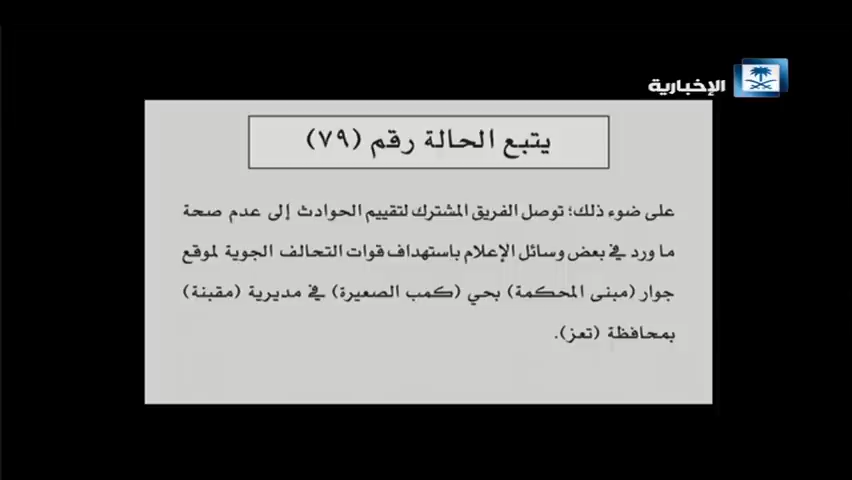 الإخبارية
يتبع الحالة رقم (٧٩)
على ضوء ذلك؛ توصل الفريق المشترك لتقييم الحوادث إلى عدم صحة
ما ورد في بعض وسائل الإعلام باستهداف قوات التحالف الجوية لموقع
جوار (مبنى المحكمة) بحي (كمب الصعيرة) في مديرية (مقبنة)
بمحافظة (تعز).